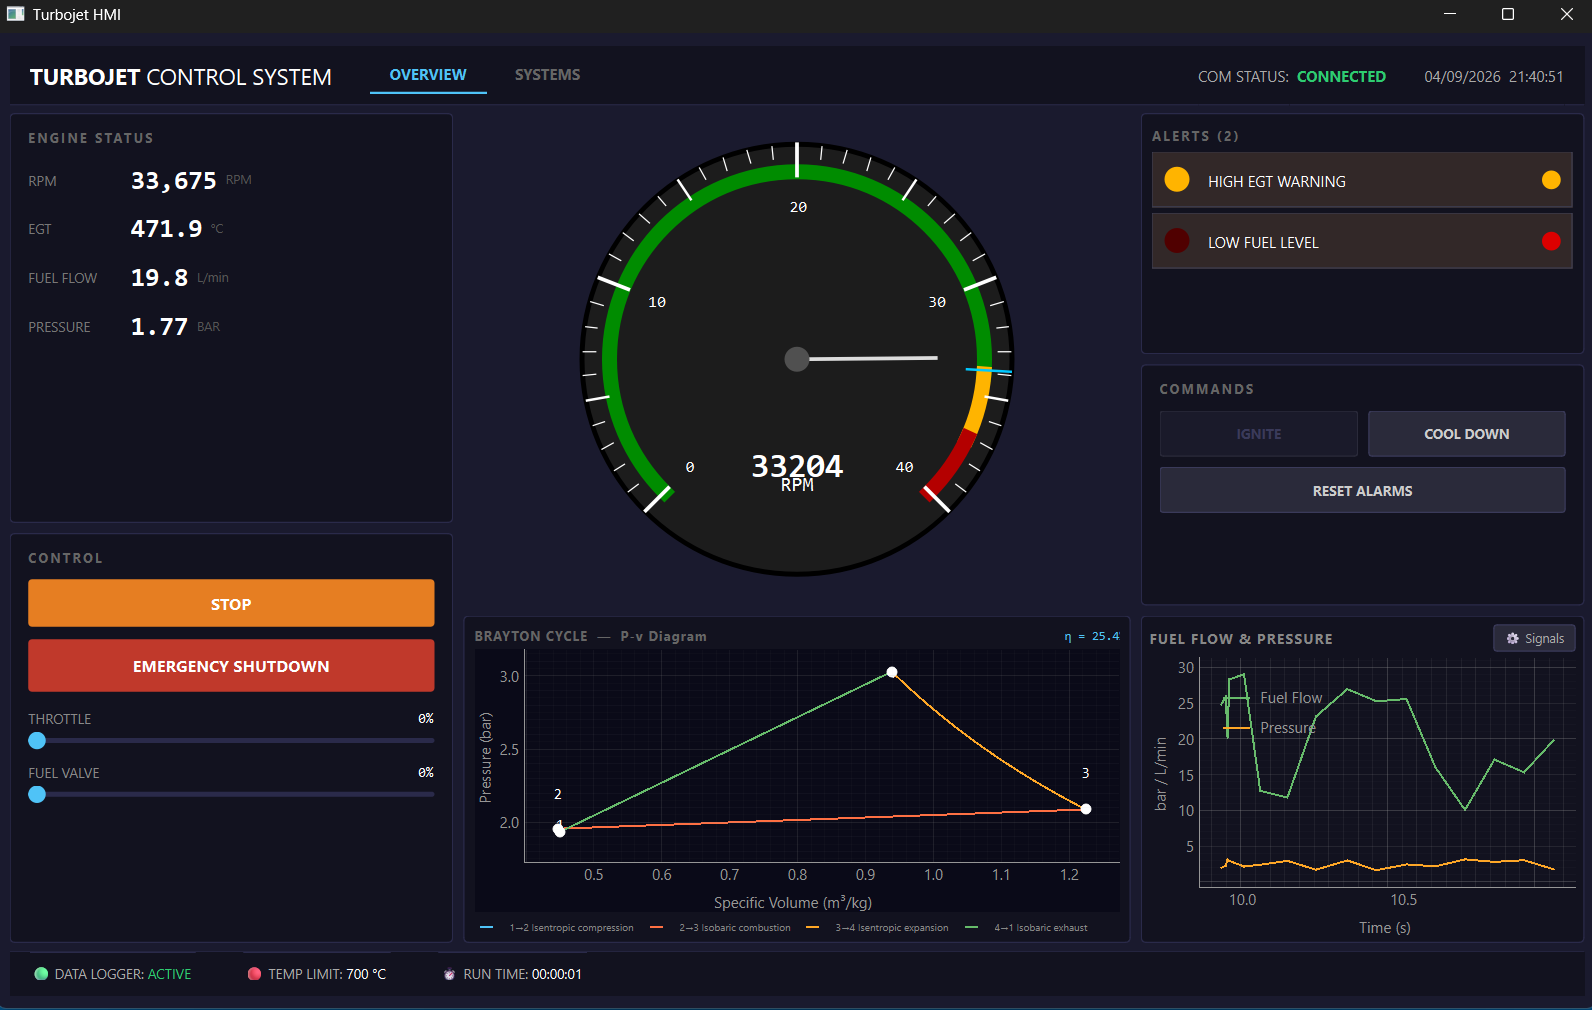 Turbojet HMI
TURBOJET CONTROL SYSTEM
OVERVIEW
SYSTEMS
COM STATUS: CONNECTED
04/09/2026 21:40:51
ENGINE STATUS
RPM 33,675 RPM
EGT 471.9 °C
FUEL FLOW 19.8 L/min
PRESSURE 1.77 BAR
CONTROL
STOP
EMERGENCY SHUTDOWN
THROTTLE 0%
FUEL VALVE 0%
20
10
30
0
40
33204
RPM
BRAYTON CYCLE — P-v Diagram
η = 25.4
3.0
2.5
2.0
Pressure (bar)
2
1
3
0.5 0.6 0.7 0.8 0.9 1.0 1.1 1.2
Specific Volume (m³/kg)
1→2 Isentropic compression
2→3 Isobaric combustion
3→4 Isentropic expansion
4→1 Isobaric exhaust
ALERTS (2)
HIGH EGT WARNING
LOW FUEL LEVEL
COMMANDS
IGNITE
COOL DOWN
RESET ALARMS
FUEL FLOW & PRESSURE
Signals
30
25
20
15
10
5
bar / L/min
Fuel Flow
Pressure
10.0 10.5
Time (s)
DATA LOGGER: ACTIVE
TEMP LIMIT: 700 °C
RUN TIME: 00:00:01